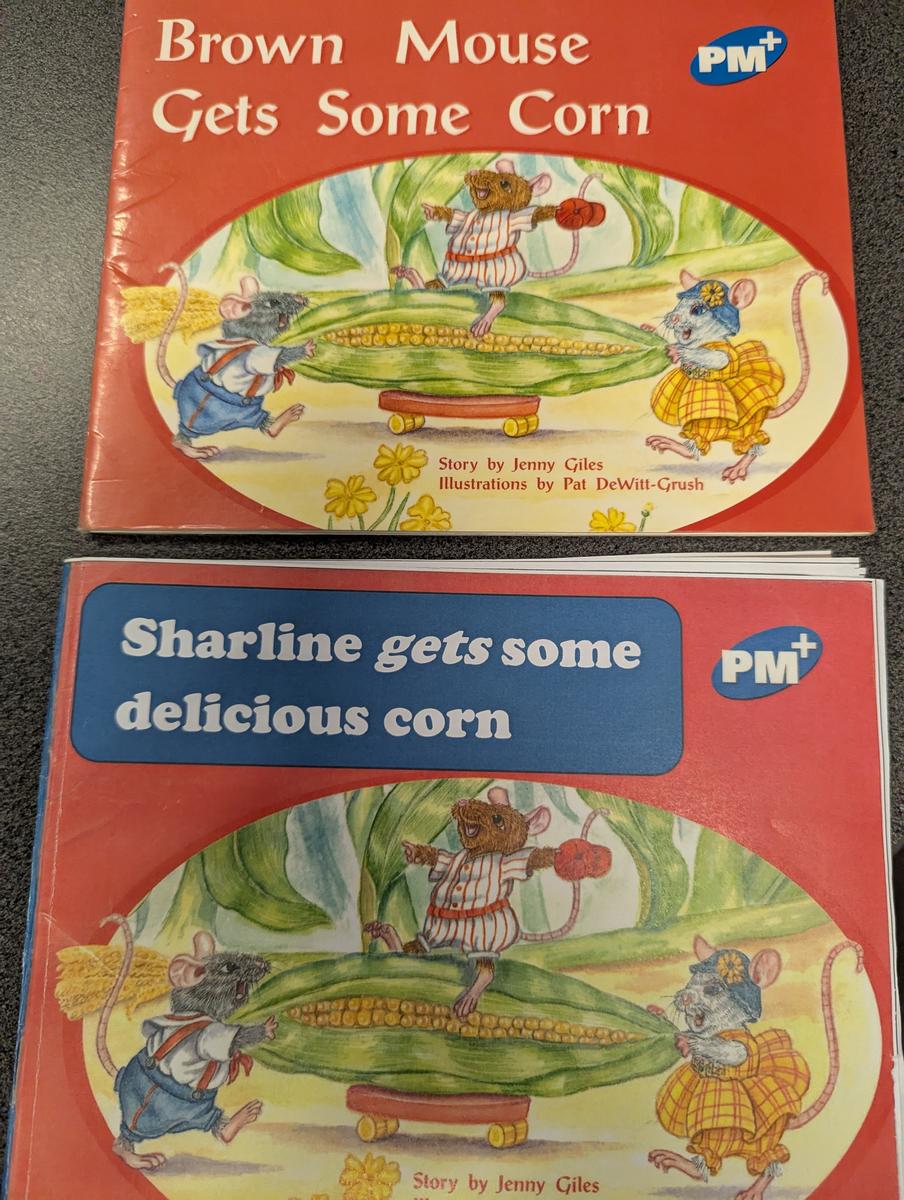 Brown Mouse
Gets Some Corn
PM+
Story by Jenny Giles
Illustrations by Pat DeWitt-Grush
Sharline gets some
delicious corn
PM+
Story by Jenny Giles